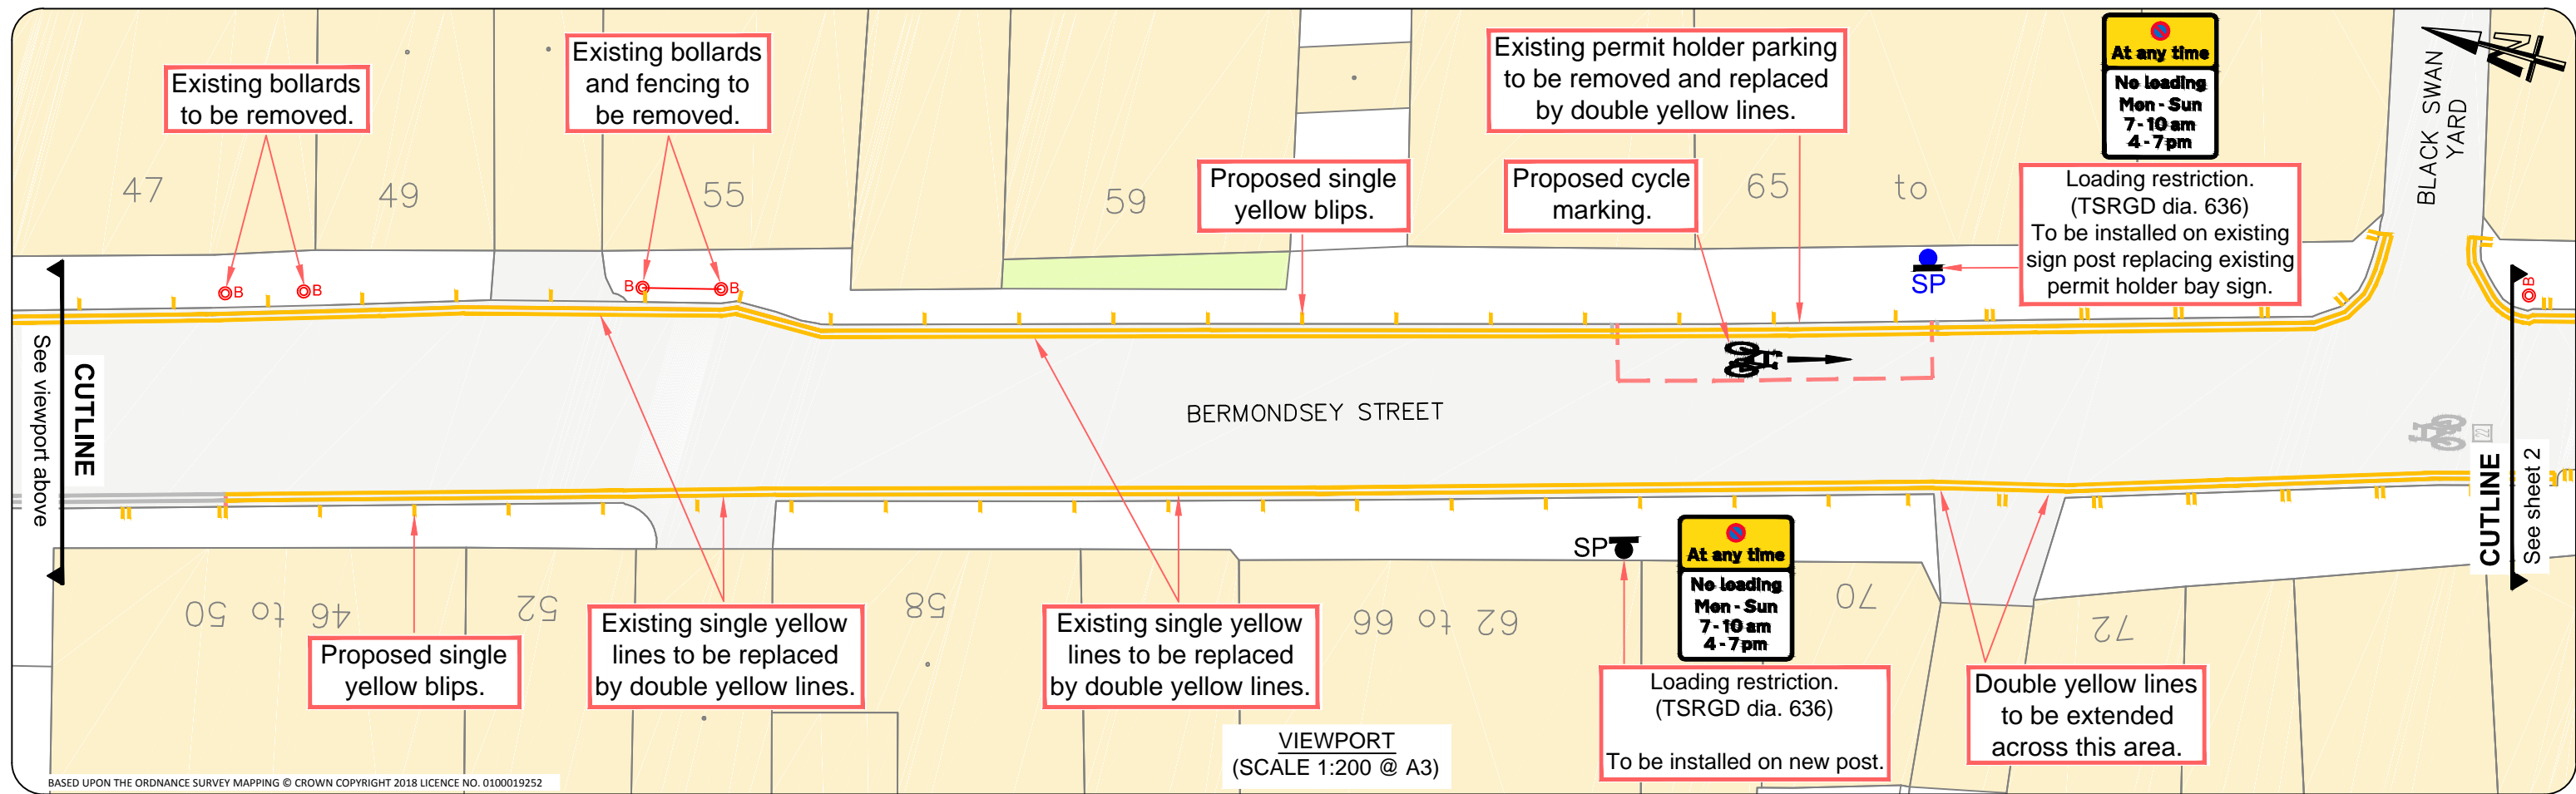 Existing bollards
to be removed.
Existing bollards
and fencing to
be removed.
Existing permit holder parking
to be removed and replaced
by double yellow lines.
At any time
No loading
Mon - Sun
7 - 10 am
4 - 7 pm
N
BLACK SWAN
YARD
Proposed single
yellow blips.
Proposed cycle
marking.
Loading restriction.
(TSRGD dia. 636)
To be installed on existing
sign post replacing existing
permit holder bay sign.
47
49
55
59
65
to
SP
B
B
B
B
B
CUTLINE
See viewport above
BERMONDSEY STREET
22
CUTLINE
See sheet 2
SP
At any time
No loading
Mon - Sun
7 - 10 am
4 - 7 pm
46 to 50
52
58
62 to 66
70
72
Proposed single
yellow blips.
Existing single yellow
lines to be replaced
by double yellow lines.
Existing single yellow
lines to be replaced
by double yellow lines.
Loading restriction.
(TSRGD dia. 636)
To be installed on new post.
Double yellow lines
to be extended
across this area.
VIEWPORT
(SCALE 1:200 @ A3)
BASED UPON THE ORDNANCE SURVEY MAPPING © CROWN COPYRIGHT 2018 LICENCE NO. 0100019252